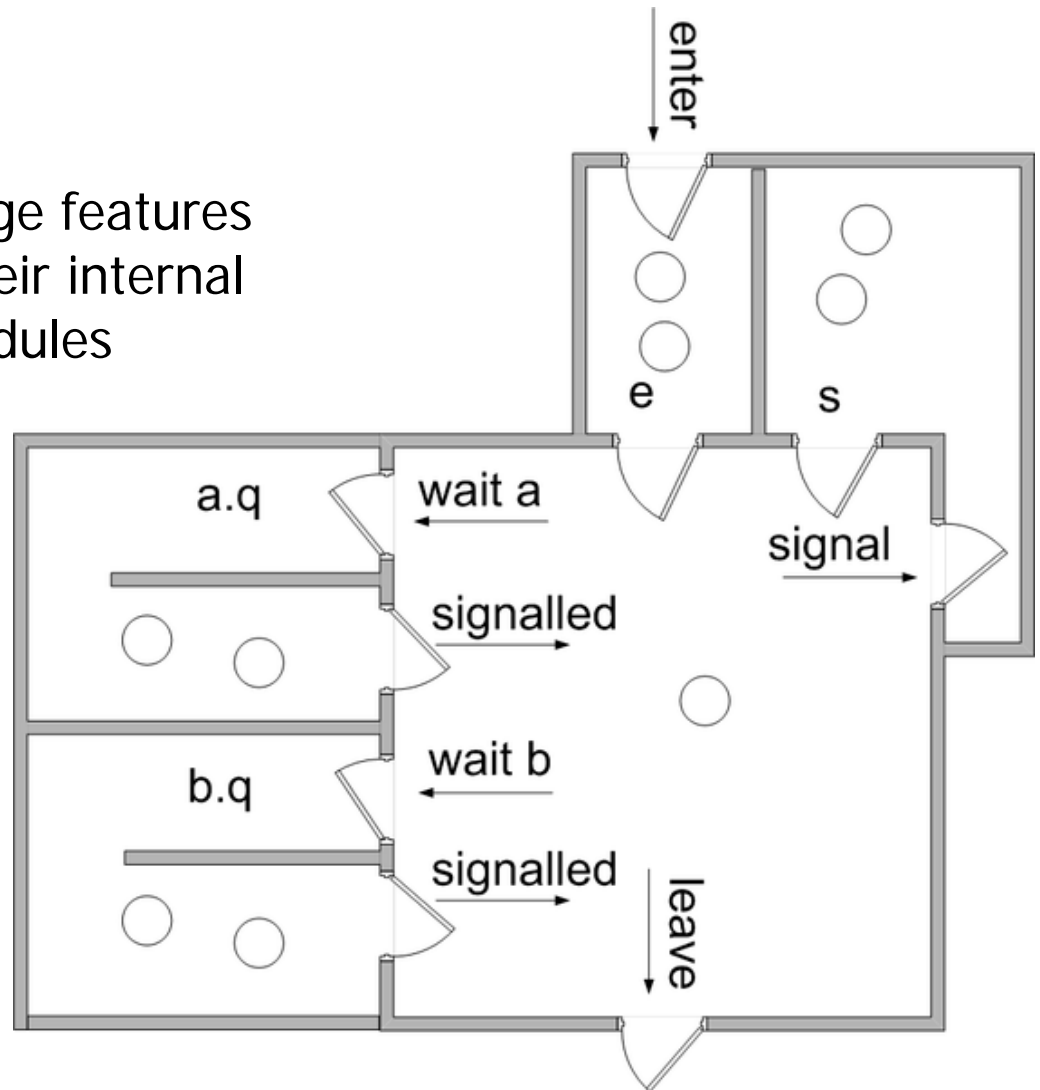 enter
ge features
eir internal
dules
e
s
a.q
wait a
signal
signalled
wait b
b.q
signalled
leave